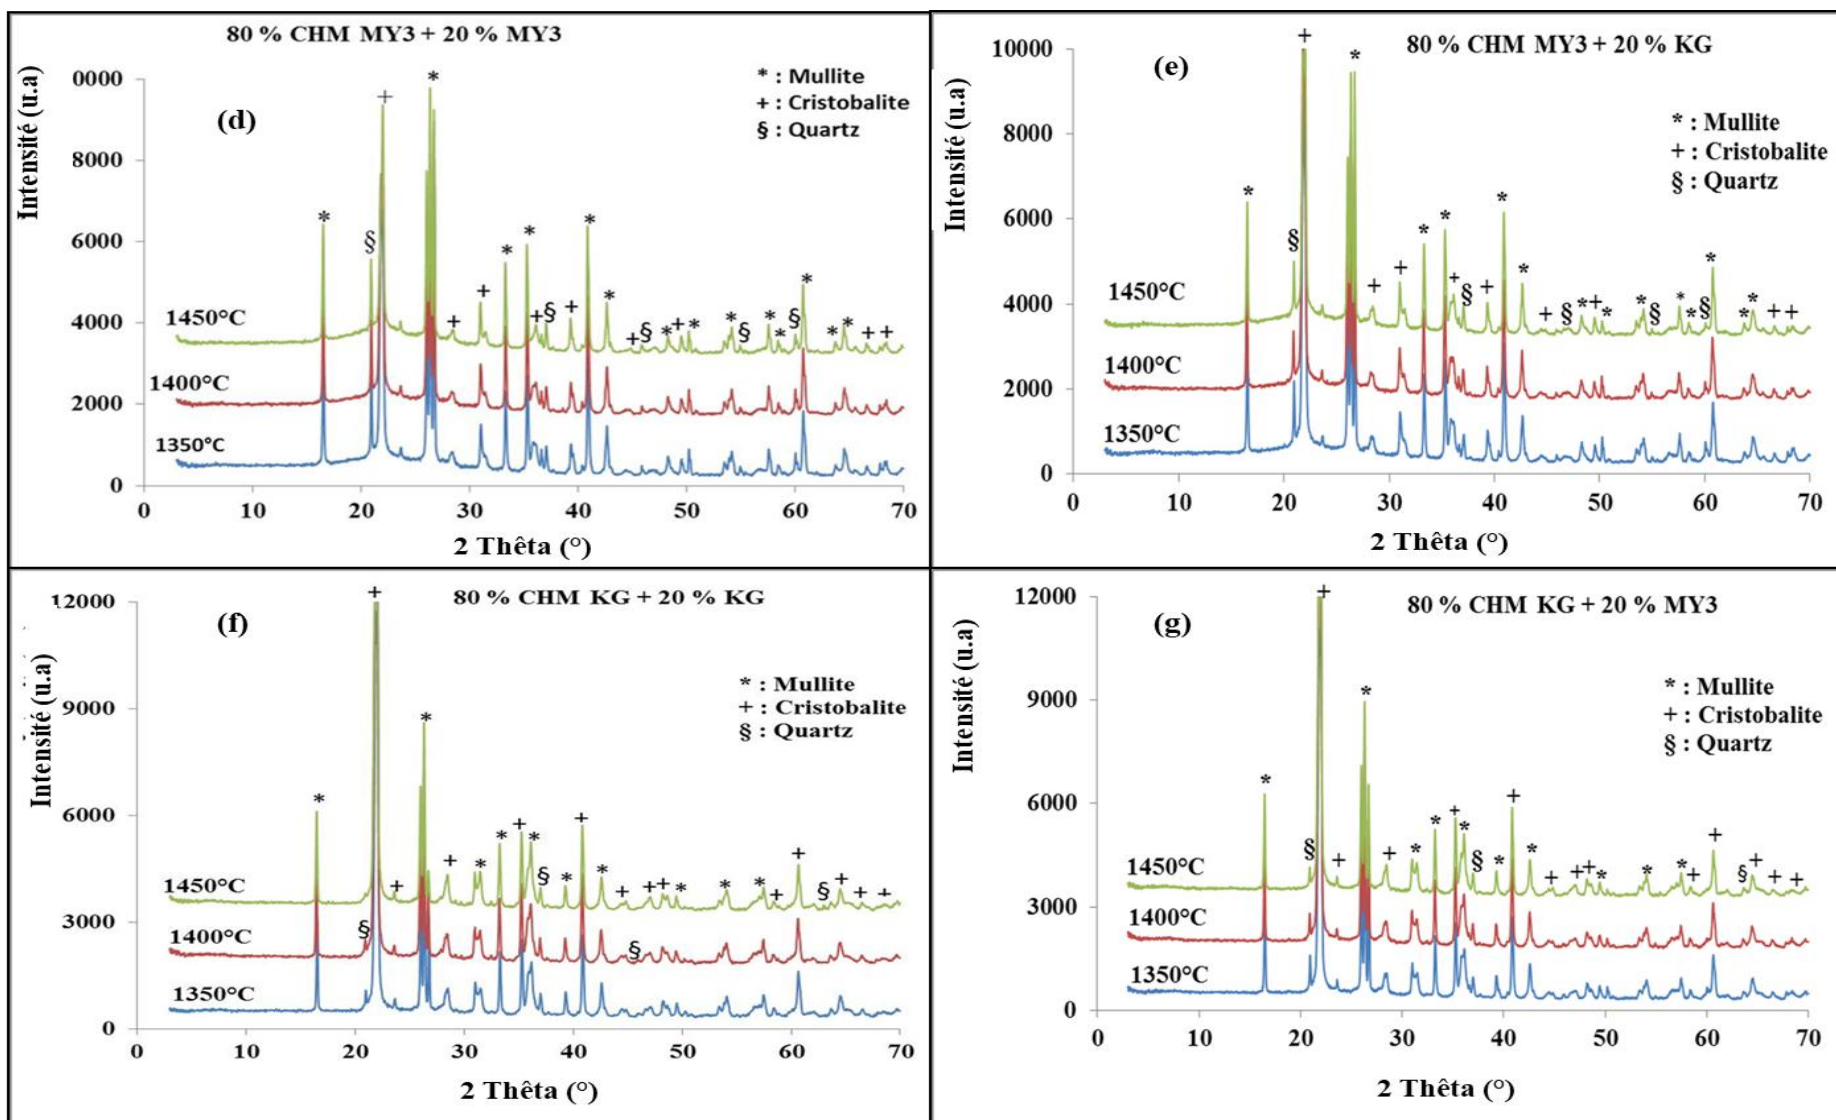 80 % CHM MY3 + 20 % MY3
(d)
* : Mullite
+ : Cristobalite
§ : Quartz
Intensité (u.a)
0000
8000
6000
4000
2000
0
1450°C
1400°C
1350°C
+ * * § * * * * + + § + + § * + * * § * * § * * * + +
0 10 20 30 40 50 60 70
2 Thêta (°)
80 % CHM MY3 + 20 % KG
(e)
* : Mullite
+ : Cristobalite
§ : Quartz
Intensité (u.a)
10000
8000
6000
4000
2000
0
1450°C
1400°C
1350°C
* § + * + + * * + § + * * + § * + * * § * * § * * * + +
0 10 20 30 40 50 60 70
2 Thêta (°)
80 % CHM KG + 20 % KG
(f)
* : Mullite
+ : Cristobalite
§ : Quartz
Intensité (u.a)
12000
9000
6000
3000
0
1450°C
1400°C
1350°C
* § + + * + * * + * § * + * + § + + * * * + + § + + +
0 10 20 30 40 50 60 70
2 Thêta (°)
80 % CHM KG + 20 % MY3
(g)
* : Mullite
+ : Cristobalite
§ : Quartz
Intensité (u.a)
12000
9000
6000
3000
0
1450°C
1400°C
1350°C
* § + + * + * * + * § * + * + + + * * * + + § + + +
0 10 20 30 40 50 60 70
2 Thêta (°)